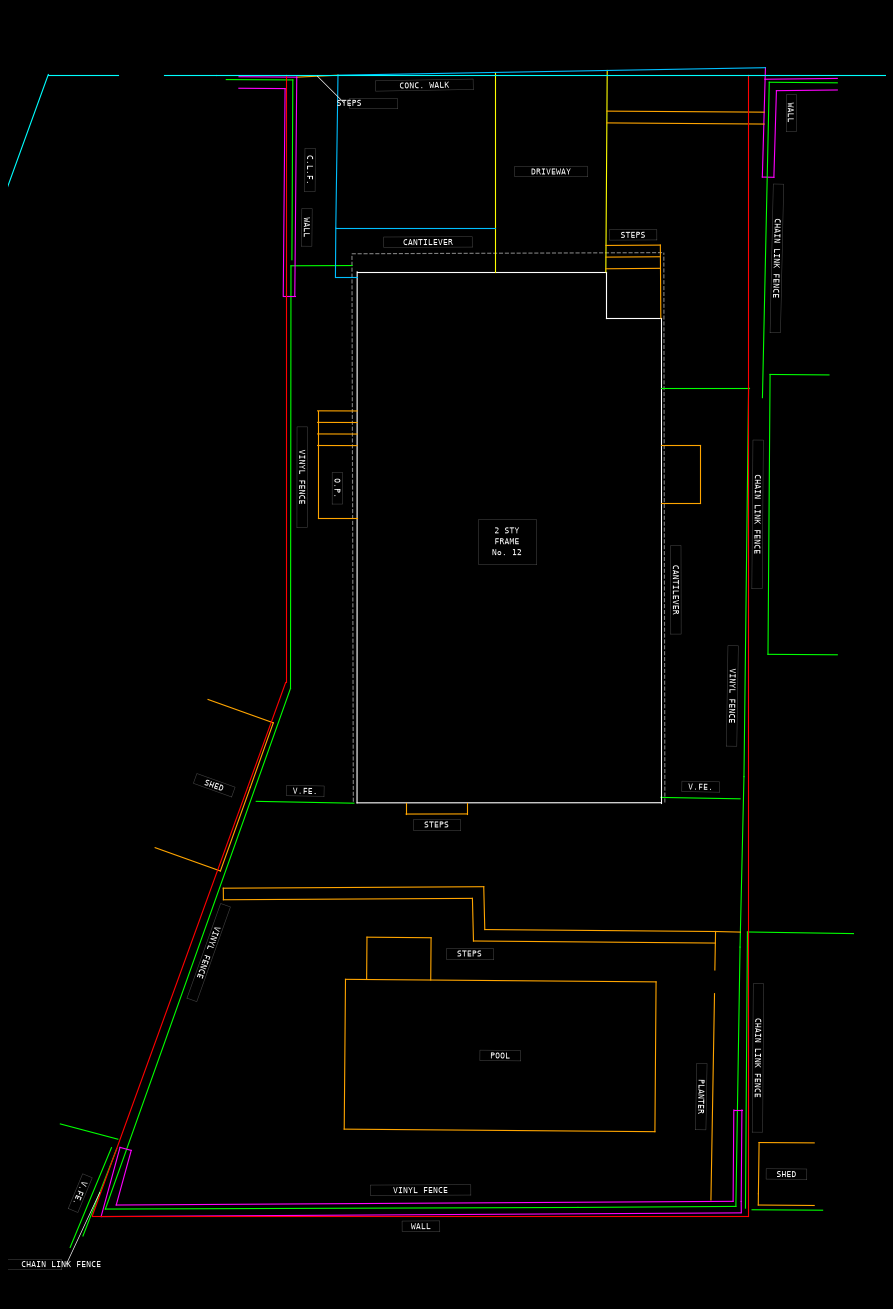 CONC. WALK
STEPS
WALL
C.L.F.
DRIVEWAY
WALL
STEPS
CANTILEVER
CHAIN LINK FENCE
VINYL FENCE
O.P.
CHAIN LINK FENCE
2 STY
FRAME
No. 12
CANTILEVER
VINYL FENCE
SHED
V.FE.
V.FE.
STEPS
VINYL FENCE
STEPS
POOL
CHAIN LINK FENCE
PLANTER
SHED
V.FE.
VINYL FENCE
WALL
CHAIN LINK FENCE